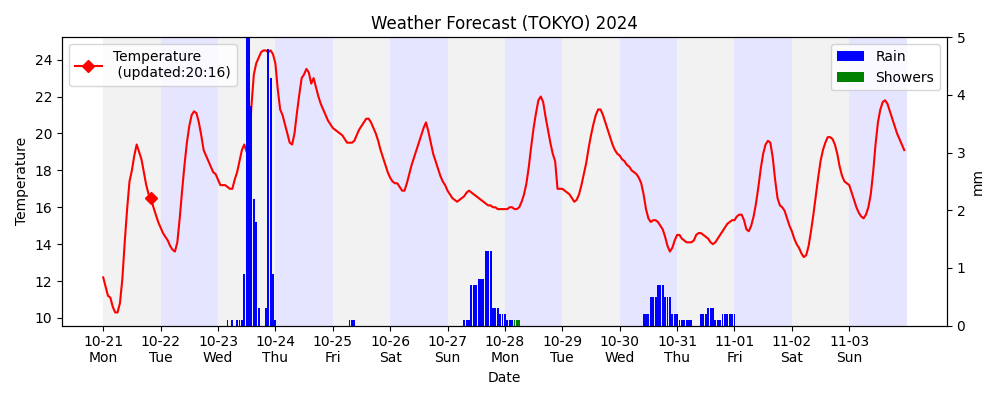 Weather Forecast (TOKYO) 2024
Temperature
(updated:20:16)
Rain
Showers
Temperature
24
22
20
18
16
14
12
10
5
4
3
2
1
0
mm
10-21 10-22 10-23 10-24 10-25 10-26 10-27 10-28 10-29 10-30 10-31 11-01 11-02 11-03
Mon Tue Wed Thu Fri Sat Sun Mon Tue Wed Thu Fri Sat Sun
Date